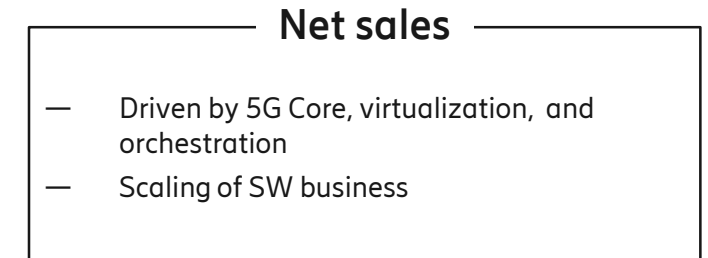 Net sales
— Driven by 5G Core, virtualization, and
orchestration
— Scaling of SW business